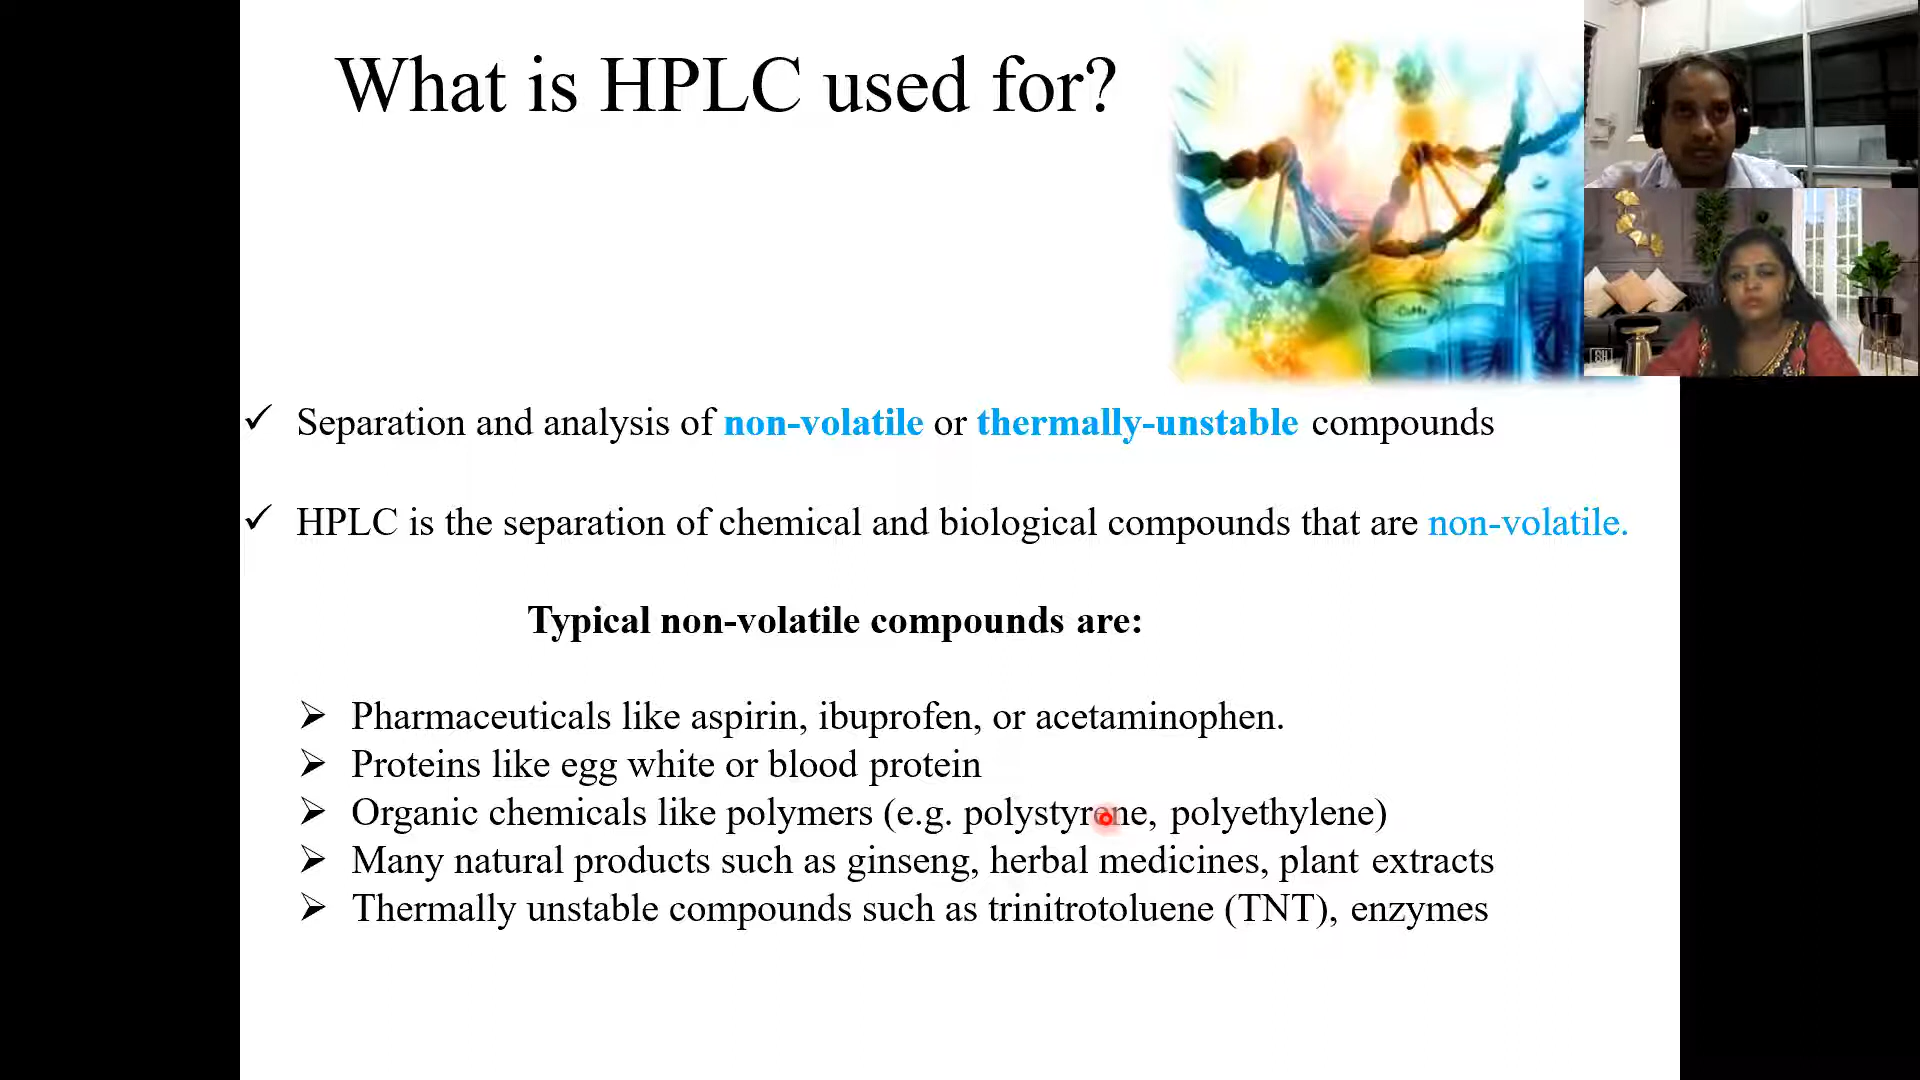 What is HPLC used for?
✓ Separation and analysis of non-volatile or thermally-unstable compounds
✓ HPLC is the separation of chemical and biological compounds that are non-volatile.
Typical non-volatile compounds are:
➢ Pharmaceuticals like aspirin, ibuprofen, or acetaminophen.
➢ Proteins like egg white or blood protein
➢ Organic chemicals like polymers (e.g. polystyrene, polyethylene)
➢ Many natural products such as ginseng, herbal medicines, plant extracts
➢ Thermally unstable compounds such as trinitrotoluene (TNT), enzymes